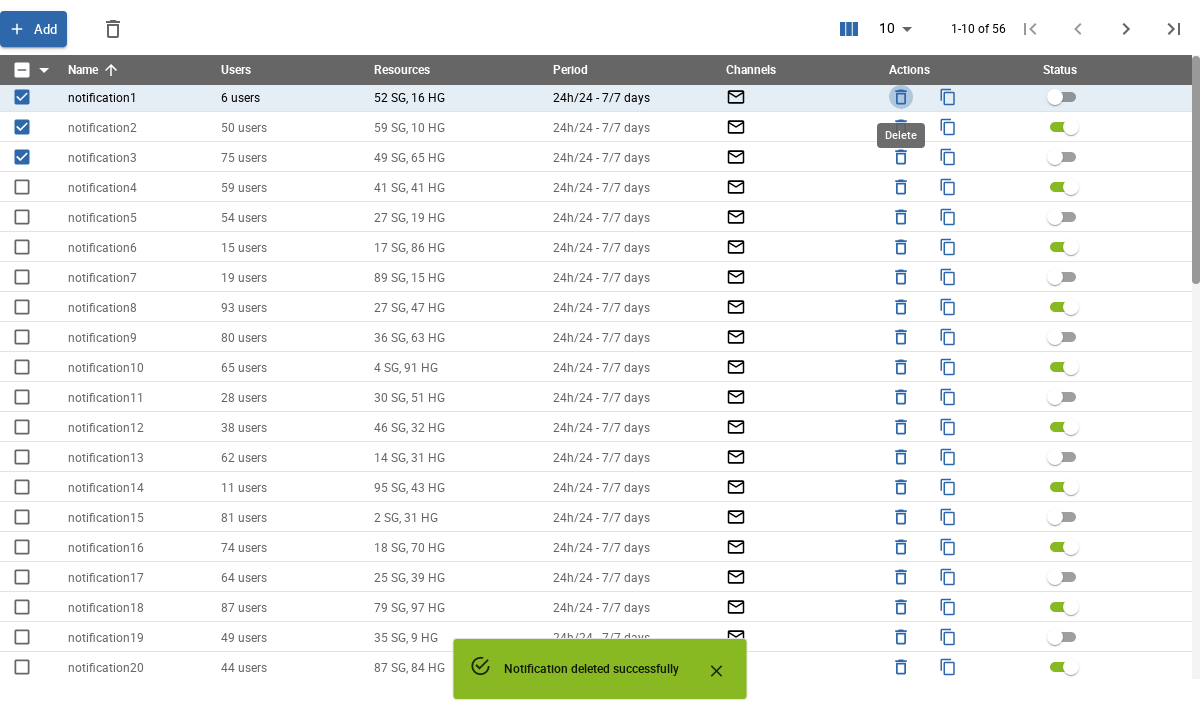 Add 10 1-10 of 56
Name Users Resources Period Channels Actions Status
notification1 6 users 52 SG, 16 HG 24h/24 - 7/7 days
notification2 50 users 59 SG, 10 HG 24h/24 - 7/7 days
Delete
notification3 75 users 49 SG, 65 HG 24h/24 - 7/7 days
notification4 59 users 41 SG, 41 HG 24h/24 - 7/7 days
notification5 54 users 27 SG, 19 HG 24h/24 - 7/7 days
notification6 15 users 17 SG, 86 HG 24h/24 - 7/7 days
notification7 19 users 89 SG, 15 HG 24h/24 - 7/7 days
notification8 93 users 27 SG, 47 HG 24h/24 - 7/7 days
notification9 80 users 36 SG, 63 HG 24h/24 - 7/7 days
notification10 65 users 4 SG, 91 HG 24h/24 - 7/7 days
notification11 28 users 30 SG, 51 HG 24h/24 - 7/7 days
notification12 38 users 46 SG, 32 HG 24h/24 - 7/7 days
notification13 62 users 14 SG, 31 HG 24h/24 - 7/7 days
notification14 11 users 95 SG, 43 HG 24h/24 - 7/7 days
notification15 81 users 2 SG, 31 HG 24h/24 - 7/7 days
notification16 74 users 18 SG, 70 HG 24h/24 - 7/7 days
notification17 64 users 25 SG, 39 HG 24h/24 - 7/7 days
notification18 87 users 79 SG, 97 HG 24h/24 - 7/7 days
notification19 49 users 35 SG, 9 HG 24h/24 - 7/7 days
notification20 44 users 87 SG, 84 HG
Notification deleted successfully